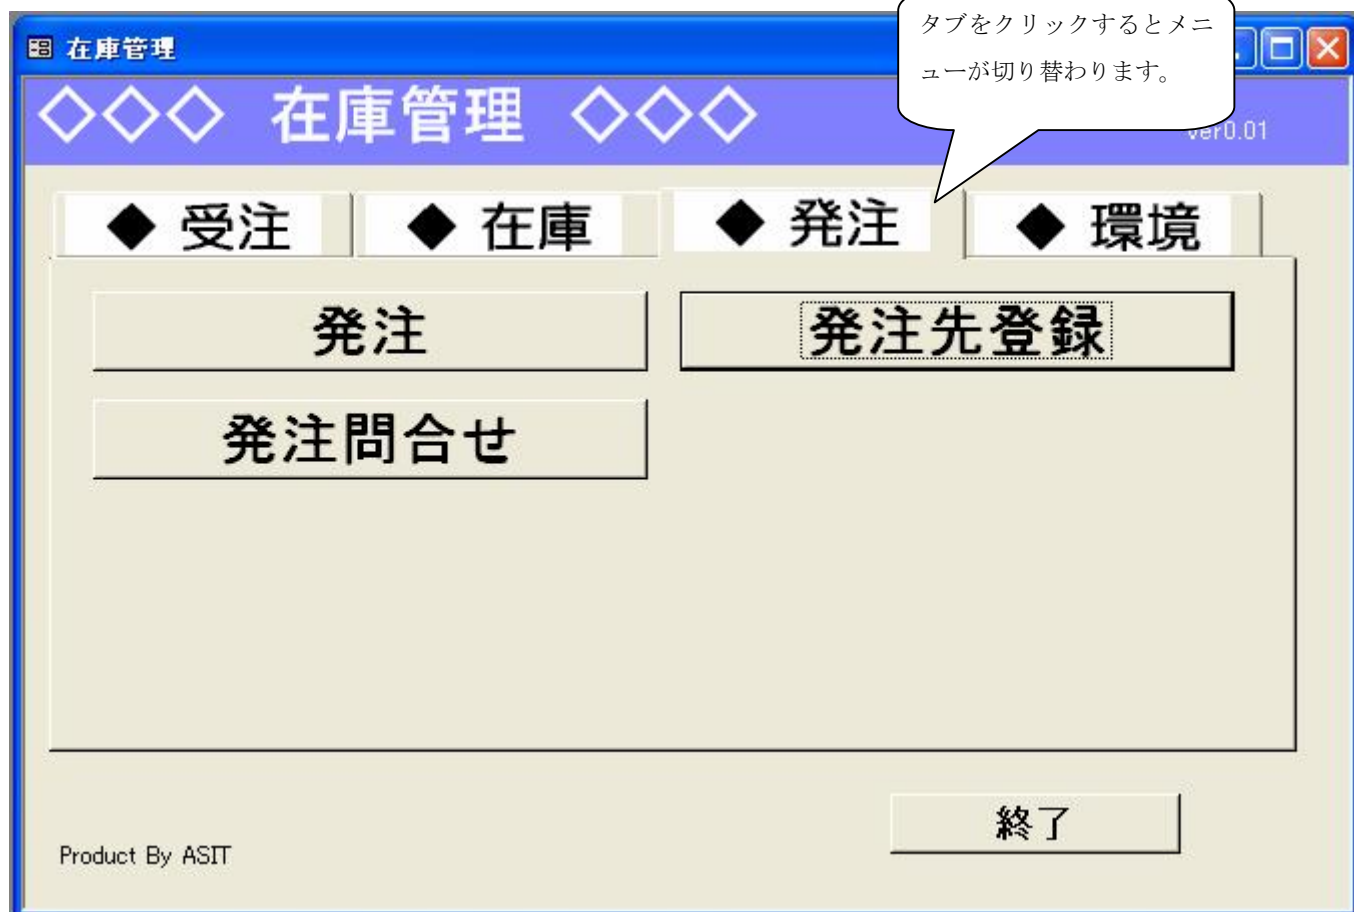 タブをクリックするとメニ
ューが切り替わります。
在庫管理
◇◇◇ 在庫管理 ◇◇◇
ver0.01
◆ 受注
◆ 在庫
◆ 発注
◆ 環境
発注
発注先登録
発注問合せ
終了
Product By ASIT